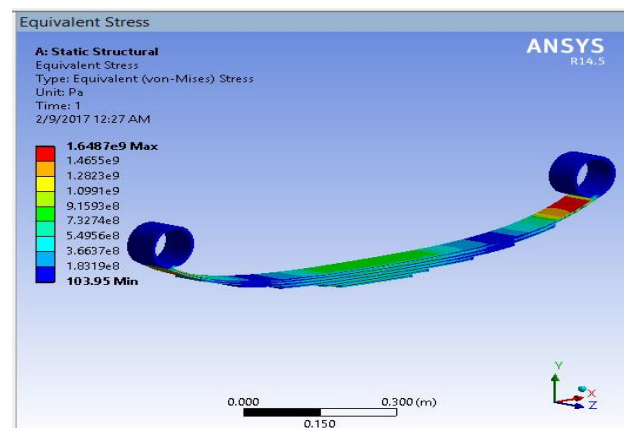 Equivalent Stress
A: Static Structural
Equivalent Stress
Type: Equivalent (von-Mises) Stress
Unit: Pa
Time: 1
2/9/2017 12:27 AM
ANSYS
R14.5
1.6487e9 Max
1.4655e9
1.2823e9
1.0991e9
9.1593e8
7.3274e8
5.4956e8
3.6637e8
1.8319e8
103.95 Min
Y
X
Z
0.000
0.300 (m)
0.150